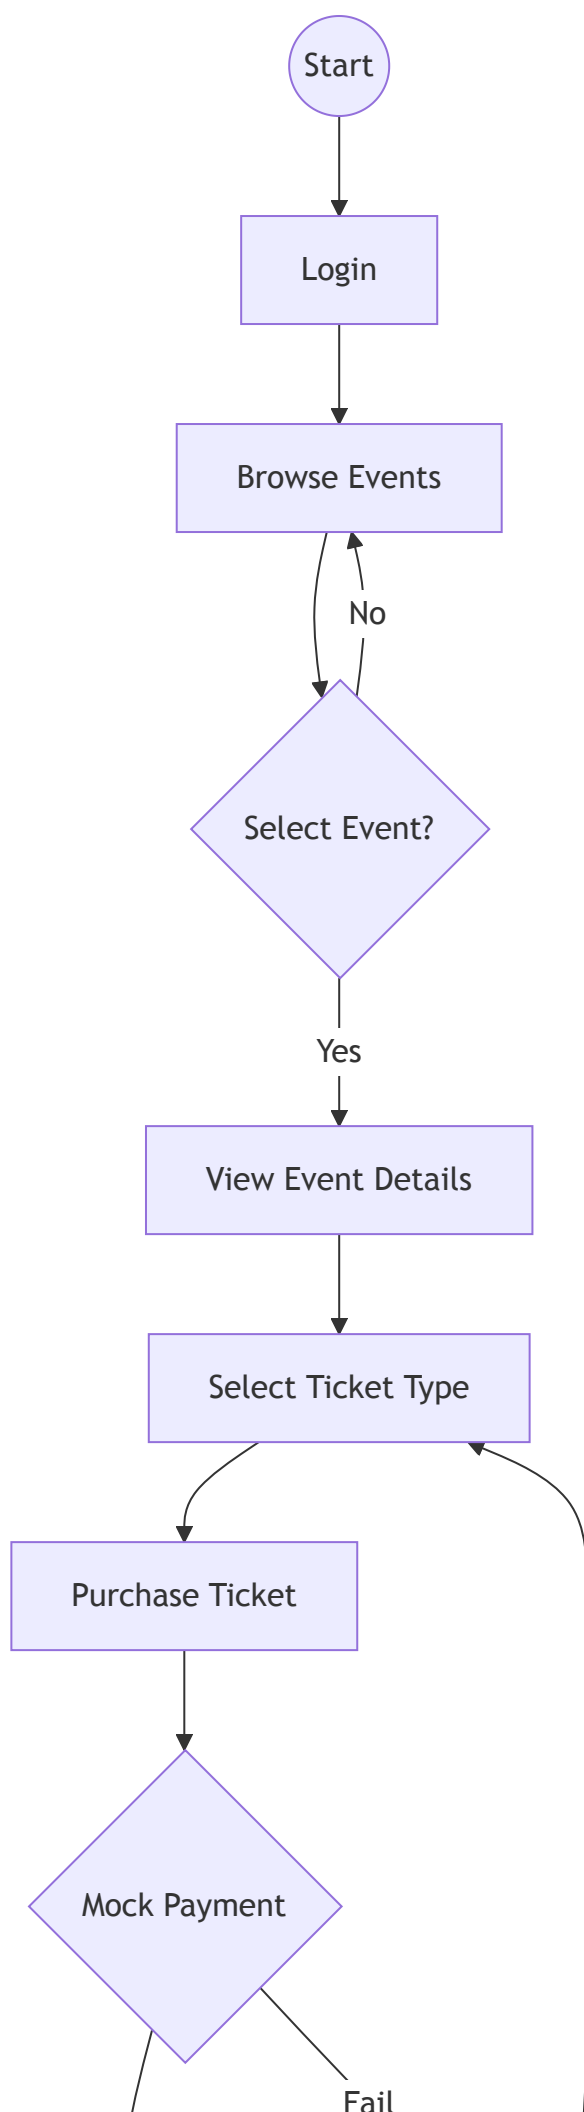 Start
Login
Browse Events
No
Select Event?
Yes
View Event Details
Select Ticket Type
Purchase Ticket
Mock Payment
Fail